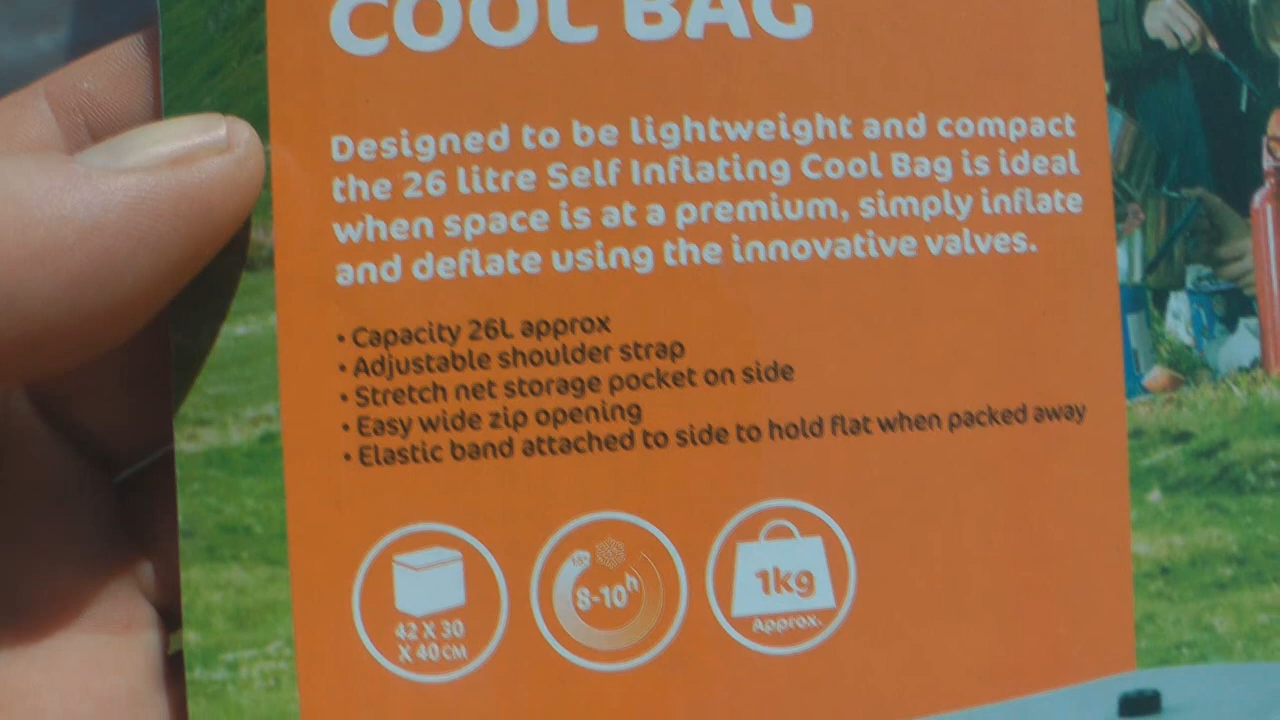 COOL BAG
Designed to be lightweight and compact
the 26 litre Self Inflating Cool Bag is ideal
when space is at a premium, simply inflate
and deflate using the innovative valves.
• Capacity 26L approx
• Adjustable shoulder strap
• Stretch net storage pocket on side
• Easy wide zip opening
• Elastic band attached to side to hold flat when packed away
42 X 30
X 40 CM
8-10h
1kg
Approx.